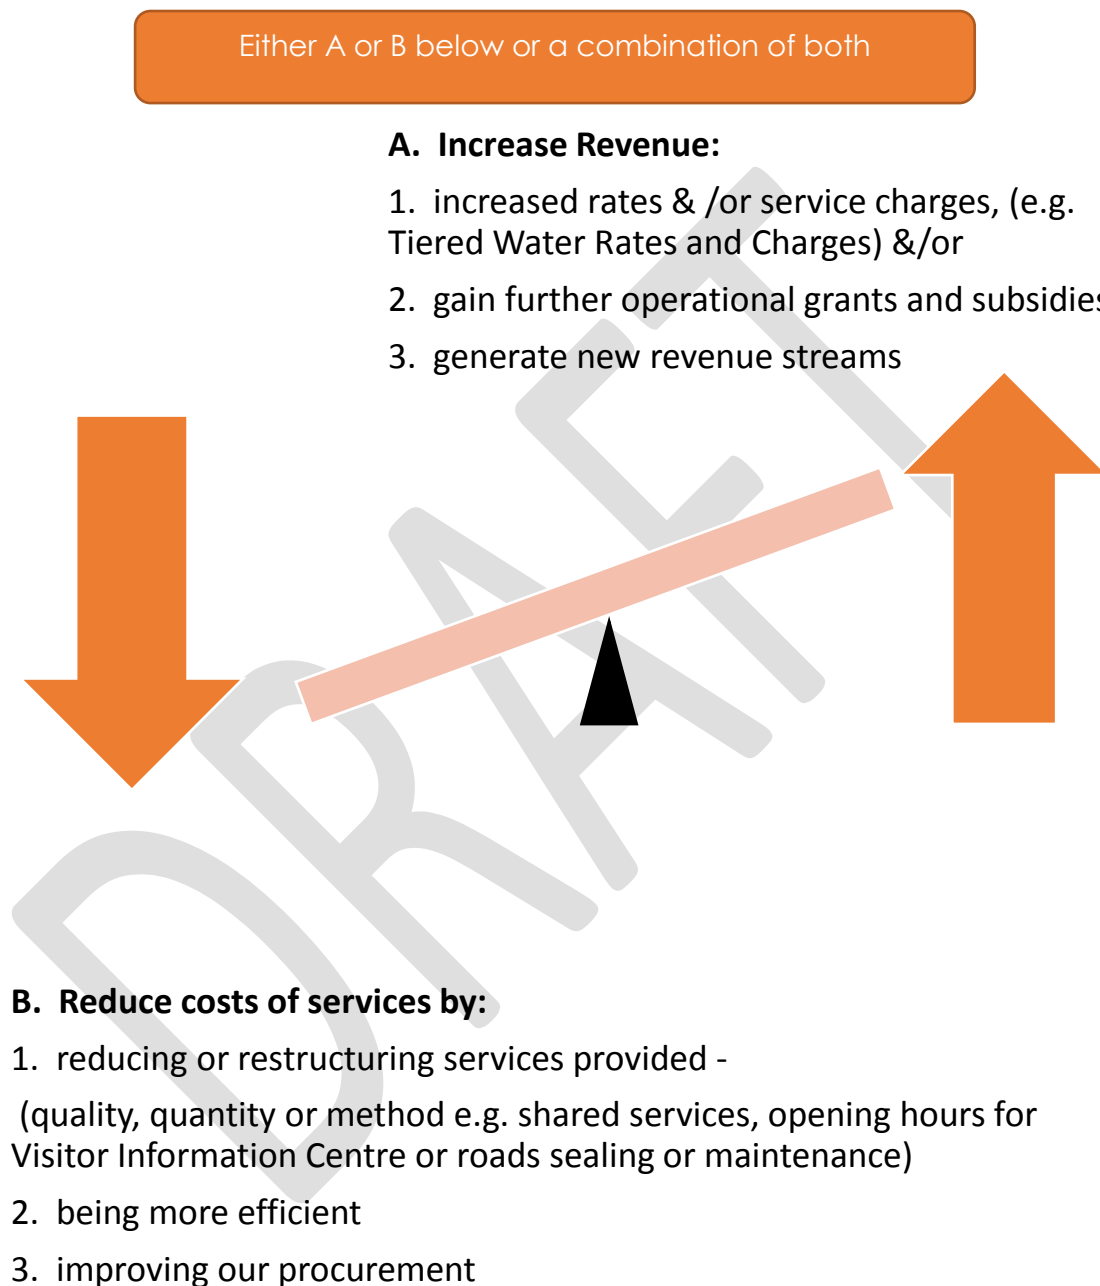 Either A or B below or a combination of both
A. Increase Revenue:
1. increased rates & /or service charges, (e.g.
Tiered Water Rates and Charges) &/or
2. gain further operational grants and subsidies
3. generate new revenue streams
DRAFT
B. Reduce costs of services by:
1. reducing or restructuring services provided -
(quality, quantity or method e.g. shared services, opening hours for
Visitor Information Centre or roads sealing or maintenance)
2. being more efficient
3. improving our procurement